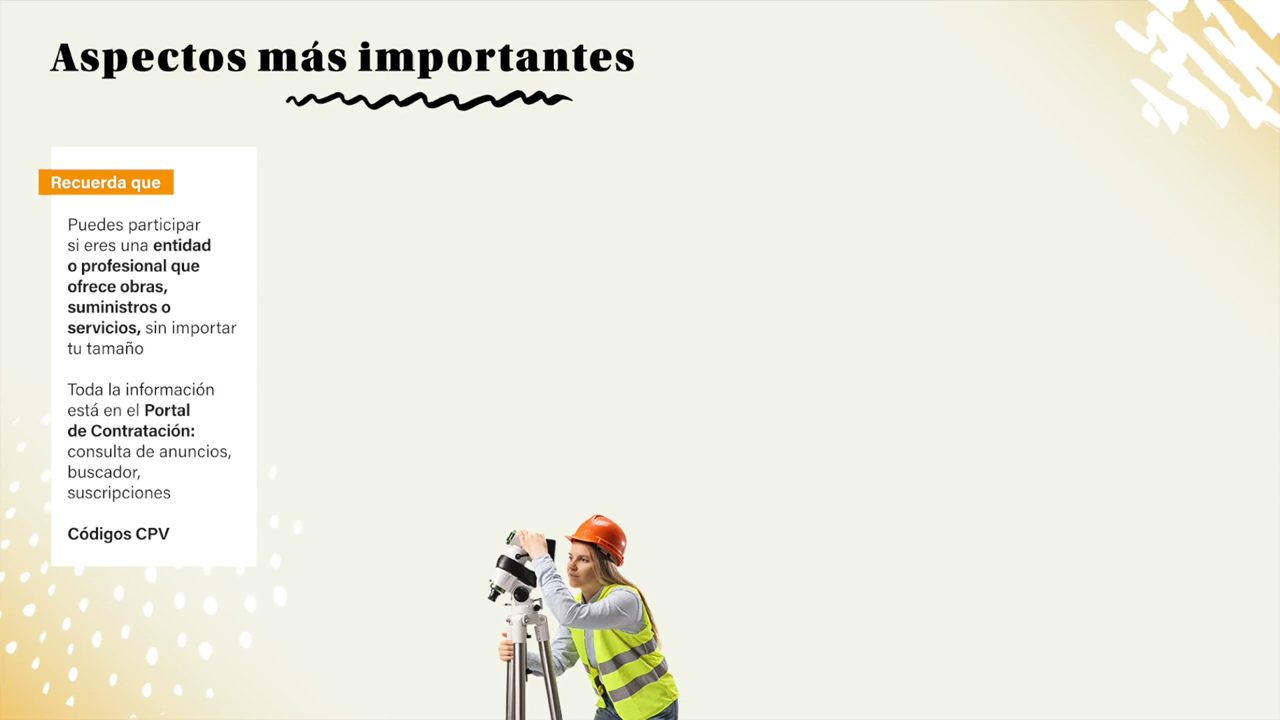 Aspectos más importantes
Recuerda que
Puedes participar
si eres una entidad
o profesional que
ofrece obras,
suministros o
servicios, sin importar
tu tamaño
Toda la información
está en el Portal
de Contratación:
consulta de anuncios,
buscador,
suscripciones
Códigos CPV